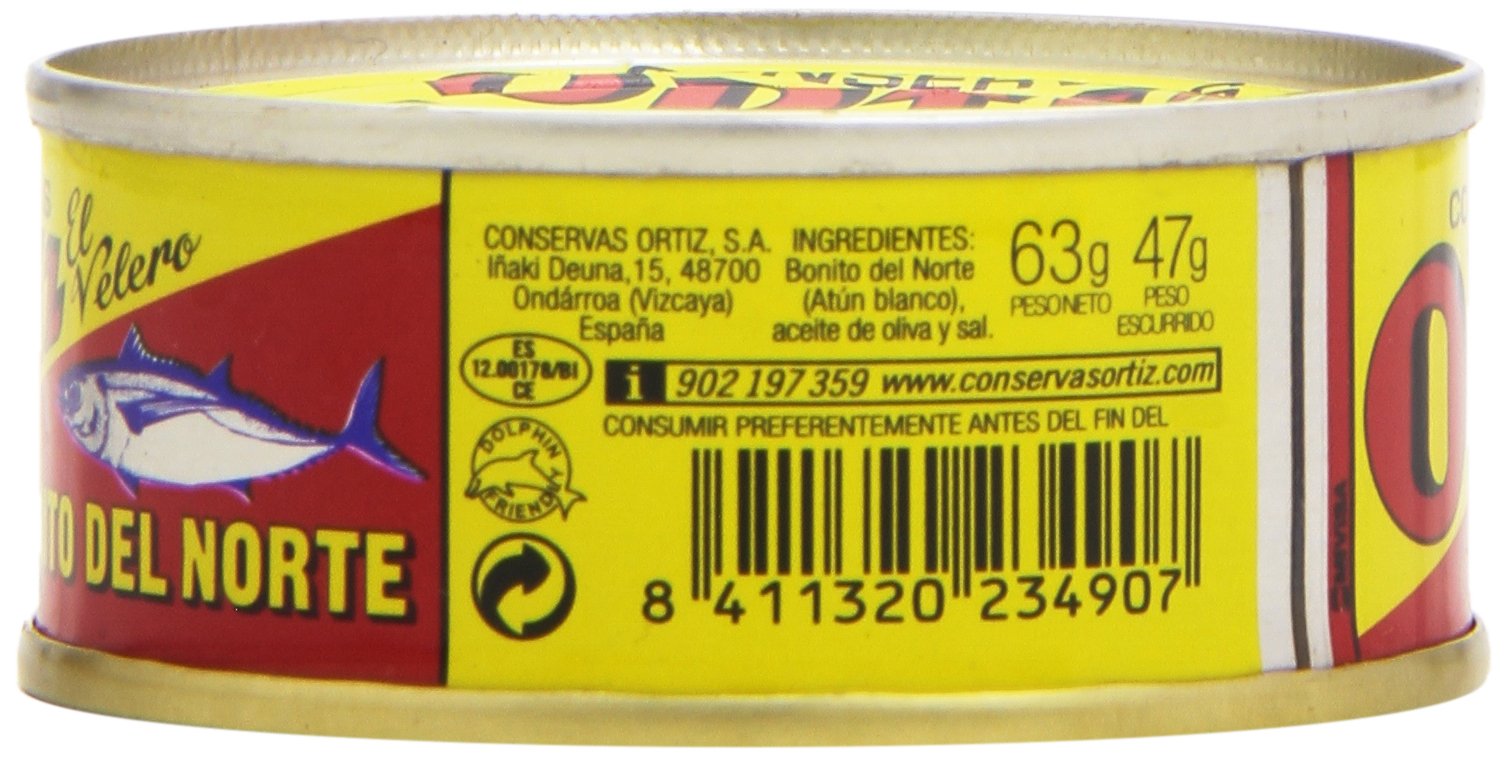 El
Velero
DEL NORTE
CONSERVAS ORTIZ, S.A.
Iñaki Deuna, 15, 48700
Ondárroa (Vizcaya)
España
INGREDIENTES:
Bonito del Norte
(Atún blanco),
aceite de oliva y sal.
63g
PESO NETO
47g
PESO
ESCURRIDO
ES
12.00178/BI
CE
i 902 197 359 www.conservasortiz.com
CONSUMIR PREFERENTEMENTE ANTES DEL FIN DEL
DOLPHIN
FRIENDLY
8 411320 234907